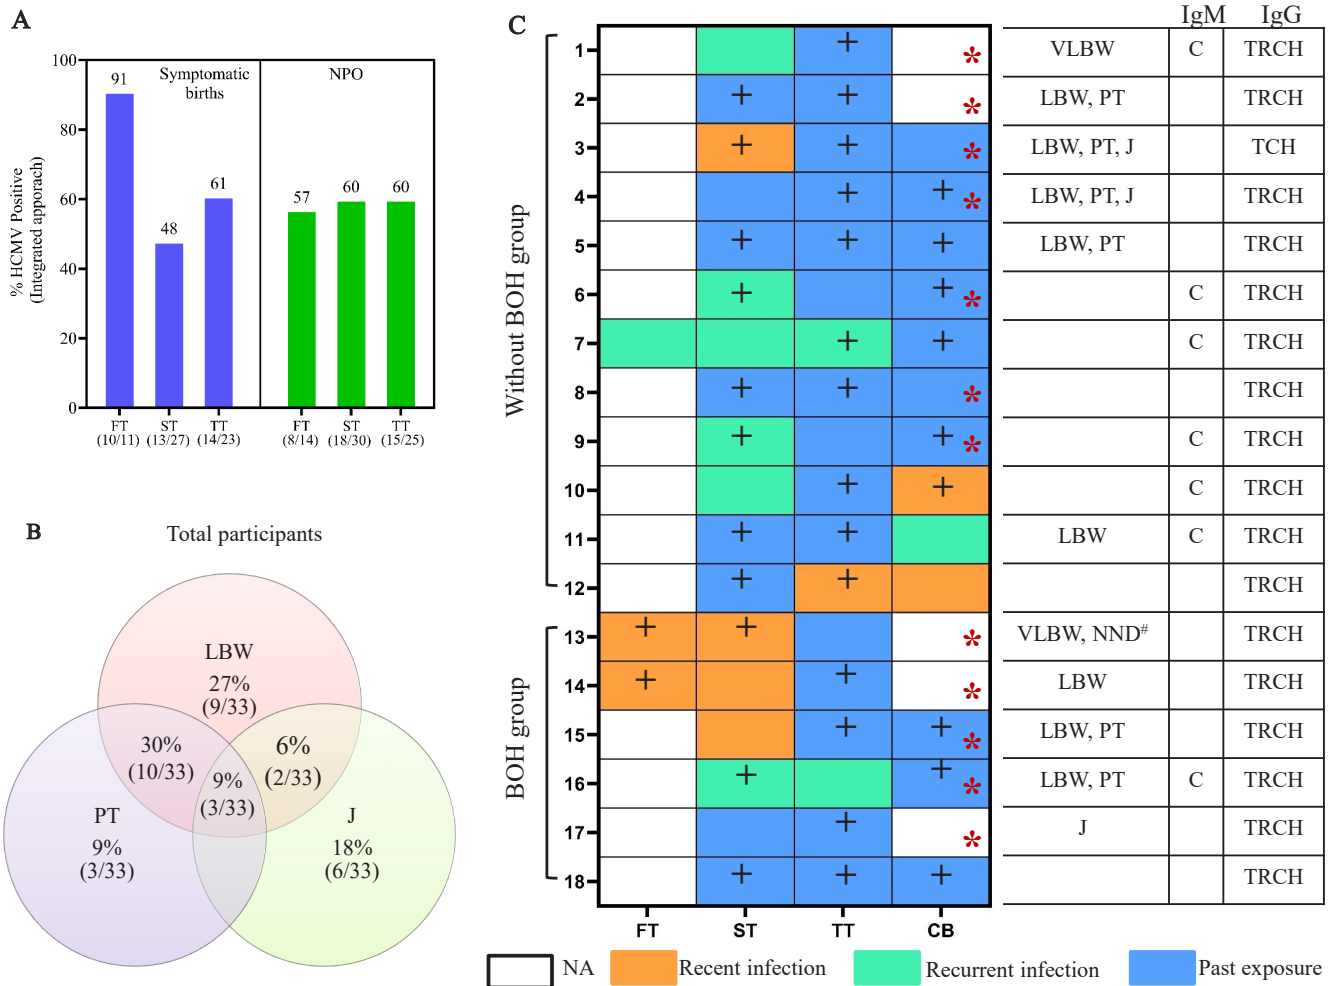 A
% HCMV Positive
(Integrated apporach)
100
80
60
40
20
0
Symptomatic
births
NPO
91
48
61
57
60
60
FT
(10/11)
ST
(13/27)
TT
(14/23)
FT
(8/14)
ST
(18/30)
TT
(15/25)
B
Total participants
LBW
27%
(9/33)
30%
(10/33)
6%
(2/33)
9%
(3/33)
PT
9%
(3/33)
J
18%
(6/33)
C
IgM IgG
Without BOH group
1 + * VLBW C TRCH
2 + + * LBW, PT TRCH
3 + + * LBW, PT, J TCH
4 + + * LBW, PT, J TRCH
5 + + + LBW, PT TRCH
6 + + * C TRCH
7 + + C TRCH
8 + + * TRCH
9 + + * C TRCH
10 + + C TRCH
11 + + LBW C TRCH
12 + + TRCH
BOH group
13 + + * VLBW, NND# TRCH
14 + + * LBW TRCH
15 + + * LBW, PT TRCH
16 + + * LBW, PT C TRCH
17 + * J TRCH
18 + + + TRCH
FT ST TT CB
NA Recent infection Recurrent infection Past exposure